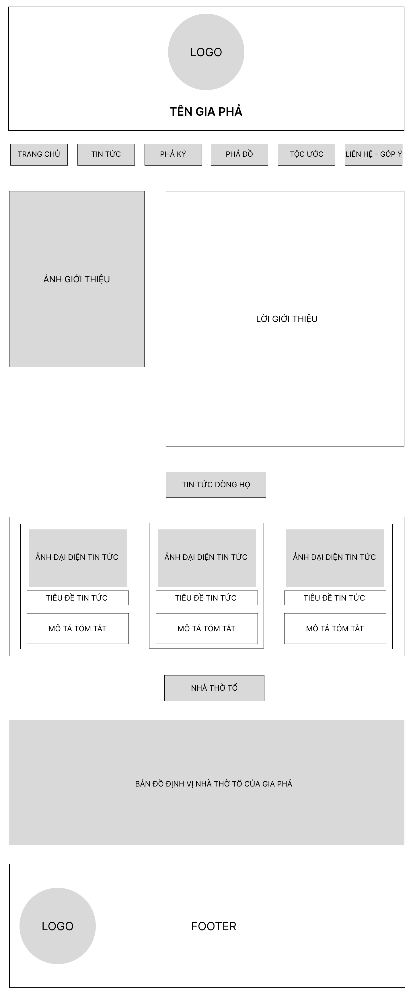 LOGO
TÊN GIA PHẢ
TRANG CHỦ
TIN TỨC
PHẢ KÝ
PHẢ ĐỒ
TỘC ƯỚC
LIÊN HỆ - GÓP Ý
ẢNH GIỚI THIỆU
LỜI GIỚI THIỆU
TIN TỨC DÒNG HỌ
ẢNH ĐẠI DIỆN TIN TỨC
TIÊU ĐỀ TIN TỨC
MÔ TẢ TÓM TẮT
ẢNH ĐẠI DIỆN TIN TỨC
TIÊU ĐỀ TIN TỨC
MÔ TẢ TÓM TẮT
ẢNH ĐẠI DIỆN TIN TỨC
TIÊU ĐỀ TIN TỨC
MÔ TẢ TÓM TẮT
NHÀ THỜ TỔ
BẢN ĐỒ ĐỊNH VỊ NHÀ THỜ TỔ CỦA GIA PHẢ
LOGO
FOOTER